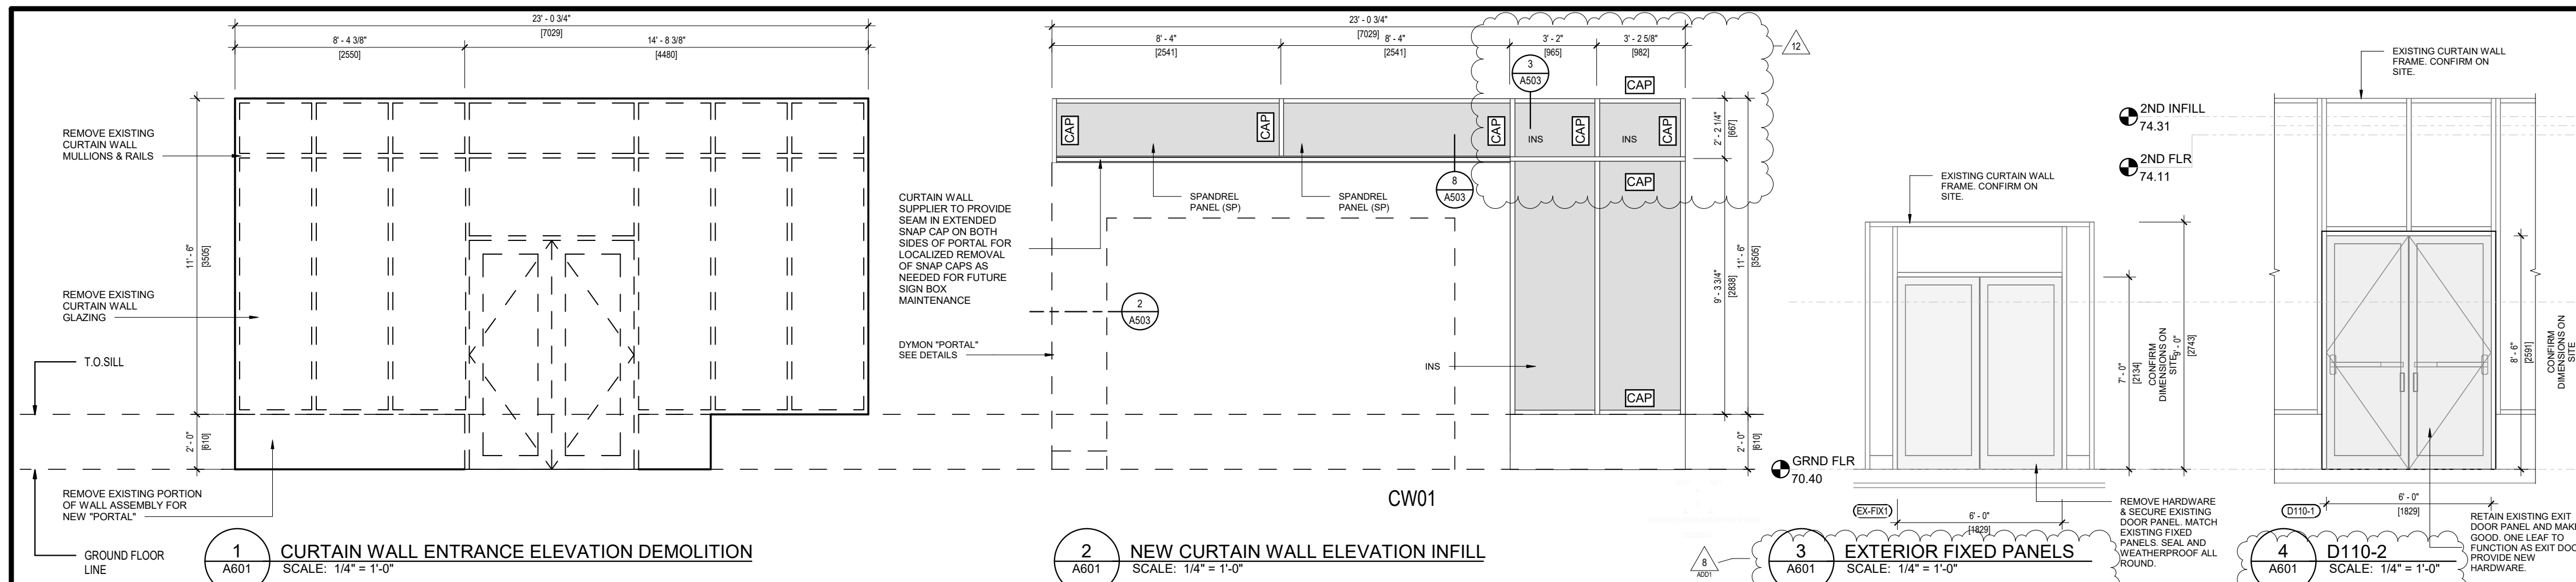 23' - 0 3/4"
[7029]
8' - 4 3/8"
[2550]
14' - 8 3/8"
[4480]
REMOVE EXISTING
CURTAIN WALL
MULLIONS & RAILS
11' - 6"
[3505]
REMOVE EXISTING
CURTAIN WALL
GLAZING
T.O.SILL
2' - 0"
[610]
REMOVE EXISTING PORTION
OF WALL ASSEMBLY FOR
NEW "PORTAL"
GROUND FLOOR
LINE
1
A601
CURTAIN WALL ENTRANCE ELEVATION DEMOLITION
SCALE: 1/4" = 1'-0"
23' - 0 3/4"
[7029]
8' - 4"
[2541]
8' - 4"
[2541]
3' - 2"
[965]
3' - 2 5/8"
[982]
12
3
A503
CAP
CAP
CAP
CAP
CAP
CAP
INS
INS
2' - 2 1/4"
[667]
CAP
8
A503
SPANDREL
PANEL (SP)
SPANDREL
PANEL (SP)
CURTAIN WALL
SUPPLIER TO PROVIDE
SEAM IN EXTENDED
SNAP CAP ON BOTH
SIDES OF PORTAL FOR
LOCALIZED REMOVAL
OF SNAP CAPS AS
NEEDED FOR FUTURE
SIGN BOX
MAINTENANCE
2
A503
DYMON "PORTAL"
SEE DETAILS
INS
CAP
9' - 3 3/4"
[2838]
11' - 6"
[3505]
2' - 0"
[610]
CW01
2
A601
NEW CURTAIN WALL ELEVATION INFILL
SCALE: 1/4" = 1'-0"
EXISTING CURTAIN WALL
FRAME. CONFIRM ON
SITE.
7' - 0"
[2134]
CONFIRM
DIMENSIONS ON
SITE
9' - 0"
[2743]
GRND FLR
70.40
EX-FIX1
6' - 0"
[1829]
REMOVE HARDWARE
& SECURE EXISTING
DOOR PANEL. MATCH
EXISTING FIXED
PANELS. SEAL AND
WEATHERPROOF ALL
ROUND.
8
ADD1
3
A601
EXTERIOR FIXED PANELS
SCALE: 1/4" = 1'-0"
EXISTING CURTAIN WALL
FRAME. CONFIRM ON
SITE.
2ND INFILL
74.31
2ND FLR
74.11
8' - 6"
[2591]
CONFIRM
DIMENSIONS ON
SITE
D110-1
6' - 0"
[1829]
RETAIN EXISTING EXIT
DOOR PANEL AND MAKE
GOOD. ONE LEAF TO
FUNCTION AS EXIT
PROVIDE NEW
HARDWARE.
4
A601
D110-2
SCALE: 1/4" = 1'-0"